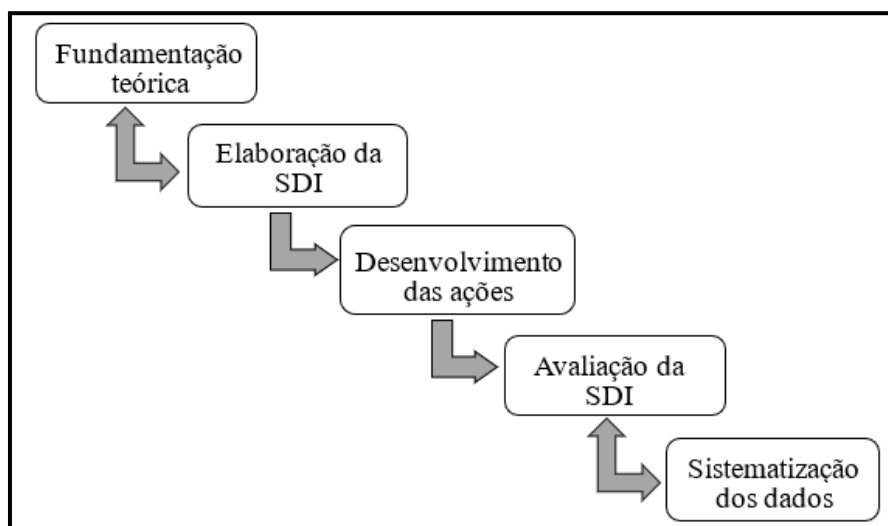 Fundamentação
teórica
Elaboração da
SDI
Desenvolvimento
das ações
Avaliação da
SDI
Sistematização
dos dados